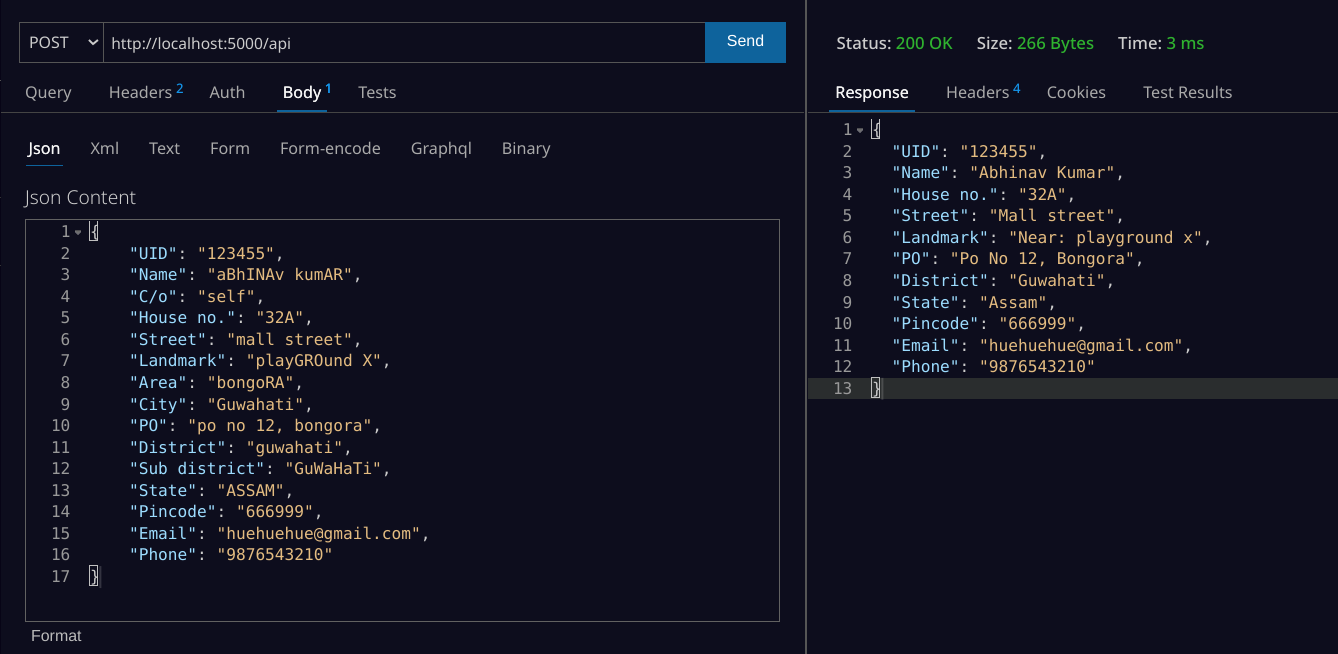 POST http://localhost:5000/api Send
Query Headers 2 Auth Body 1 Tests
Json Xml Text Form Form-encode Graphql Binary
Json Content
1 {
2 "UID": "123455",
3 "Name": "aBhINAv kumAR",
4 "C/o": "self",
5 "House no.": "32A",
6 "Street": "mall street",
7 "Landmark": "playGROund X",
8 "Area": "bongoRA",
9 "City": "Guwahati",
10 "PO": "po no 12, bongora",
11 "District": "guwahati",
12 "Sub district": "GuWaHaTi",
13 "State": "ASSAM",
14 "Pincode": "666999",
15 "Email": "huehuehue@gmail.com",
16 "Phone": "9876543210"
17 }
Format
Status: 200 OK Size: 266 Bytes Time: 3 ms
Response Headers 4 Cookies Test Results
1 {
2 "UID": "123455",
3 "Name": "Abhinav Kumar",
4 "House no.": "32A",
5 "Street": "Mall street",
6 "Landmark": "Near: playground x",
7 "PO": "Po No 12, Bongora",
8 "District": "Guwahati",
9 "State": "Assam",
10 "Pincode": "666999",
11 "Email": "huehuehue@gmail.com",
12 "Phone": "9876543210"
13 }